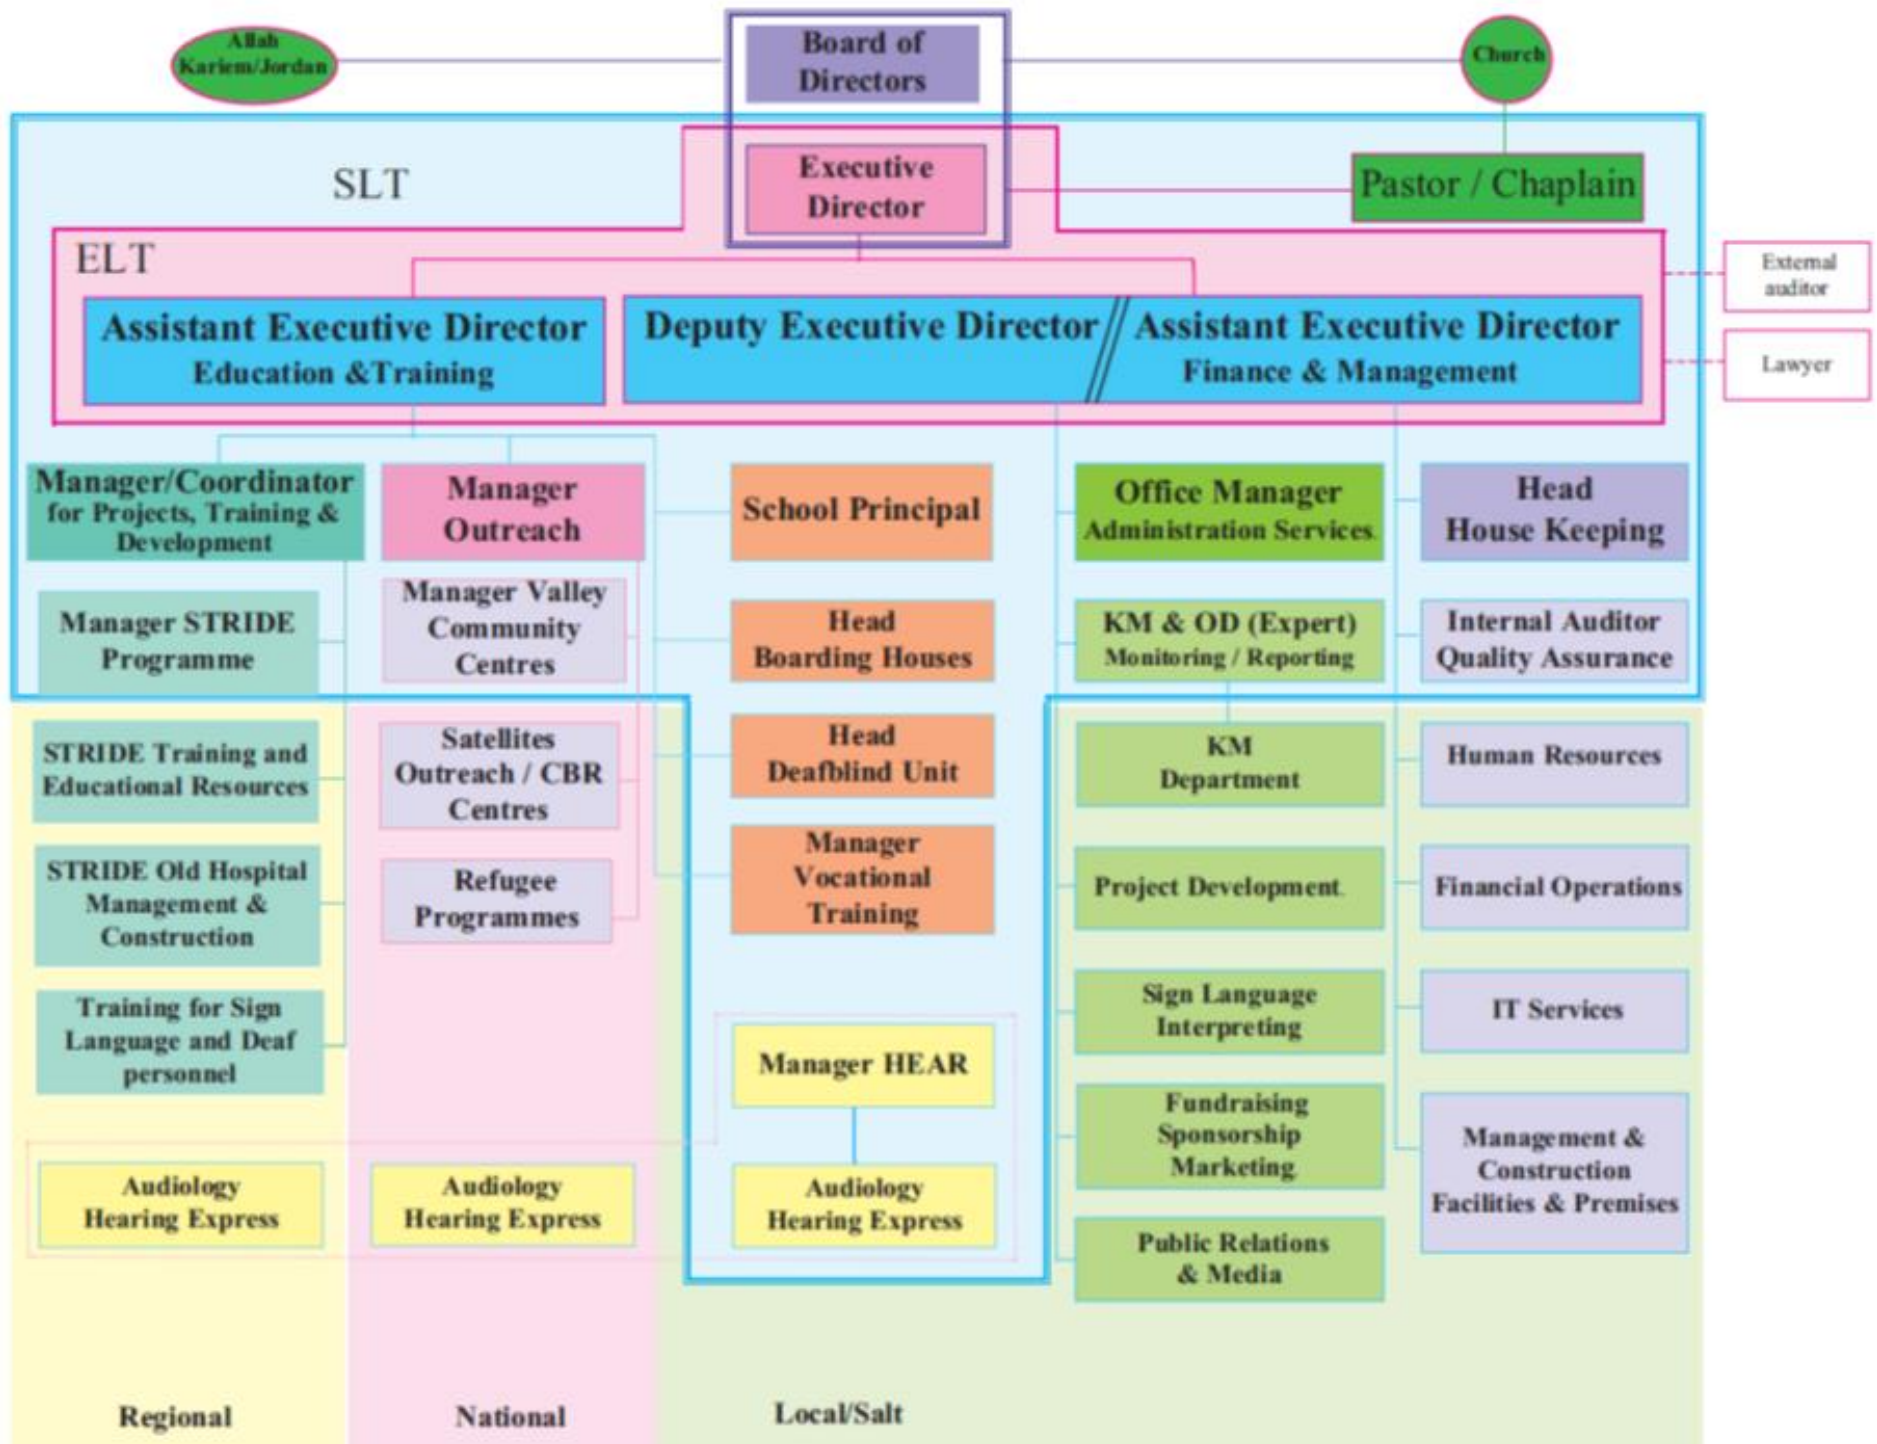 Allah
Kariem/Jordan
Board of
Directors
Church
SLT
Executive
Director
Pastor / Chaplain
ELT
External
auditor
Assistant Executive Director
Education &Training
Deputy Executive Director
Assistant Executive Director
Finance & Management
Lawyer
Manager/Coordinator
for Projects, Training &
Development
Manager
Outreach
School Principal
Office Manager
Administration Services.
Head
House Keeping
Manager STRIDE
Programme
Manager Valley
Community
Centres
Head
Boarding Houses
KM & OD (Expert)
Monitoring / Reporting
Internal Auditor
Quality Assurance
STRIDE Training and
Educational Resources
Satellites
Outreach / CBR
Centres
Head
Deafblind Unit
KM
Department
Human Resources
STRIDE Old Hospital
Management &
Construction
Refugee
Programmes
Manager
Vocational
Training
Project Development.
Financial Operations
Training for Sign
Language and Deaf
personnel
Manager HEAR
Sign Language
Interpreting
IT Services
Fundraising
Sponsorship
Marketing
Management &
Construction
Facilities & Premises
Audiology
Hearing Express
Audiology
Hearing Express
Audiology
Hearing Express
Public Relations
& Media
Regional
National
Local/Salt